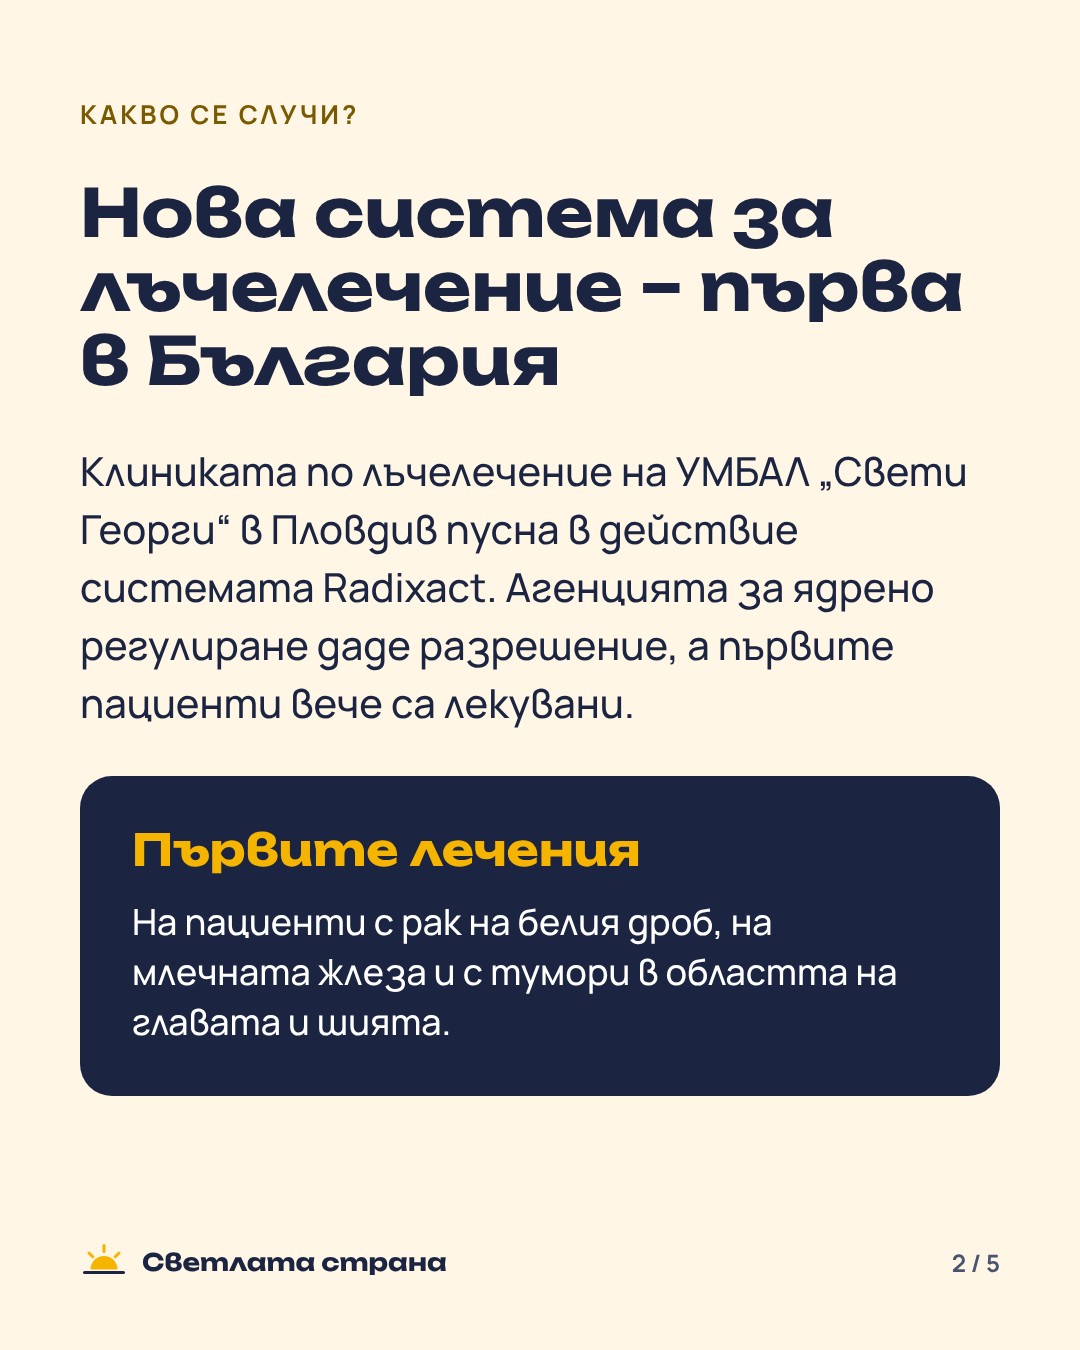 КАКВО СЕ СЛУЧИ?
Нова система за
лъчелечение – първа
в България
Клиниката по лъчелечение на УМБАЛ „Свети
Георги“ в Пловдив пусна в действие
системата Radixact. Агенцията за ядрено
регулиране даде разрешение, а първите
пациенти вече са лекувани.
Първите лечения
На пациенти с рак на белия дроб, на
млечната жлеза и с тумори в областта на
главата и шията.
Светлата страна
2 / 5